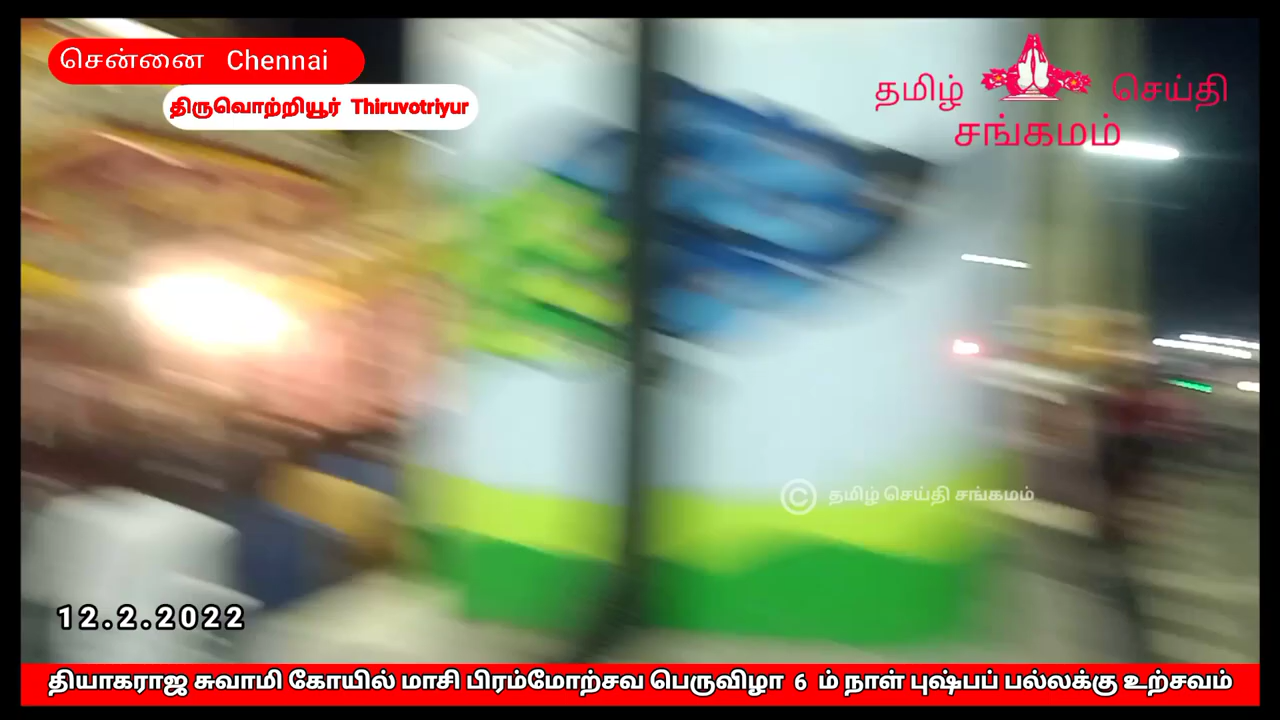 சென்னை Chennai
திருவொற்றியூர் Thiruvotriyur
தமிழ் செய்தி
சங்கமம்
© தமிழ் செய்தி சங்கமம்
12.2.2022
தியாகராஜ சுவாமி கோயில் மாசி பிரம்மோற்சவ பெருவிழா 6 ம் நாள் புஷ்பப் பல்லக்கு உற்சவம்